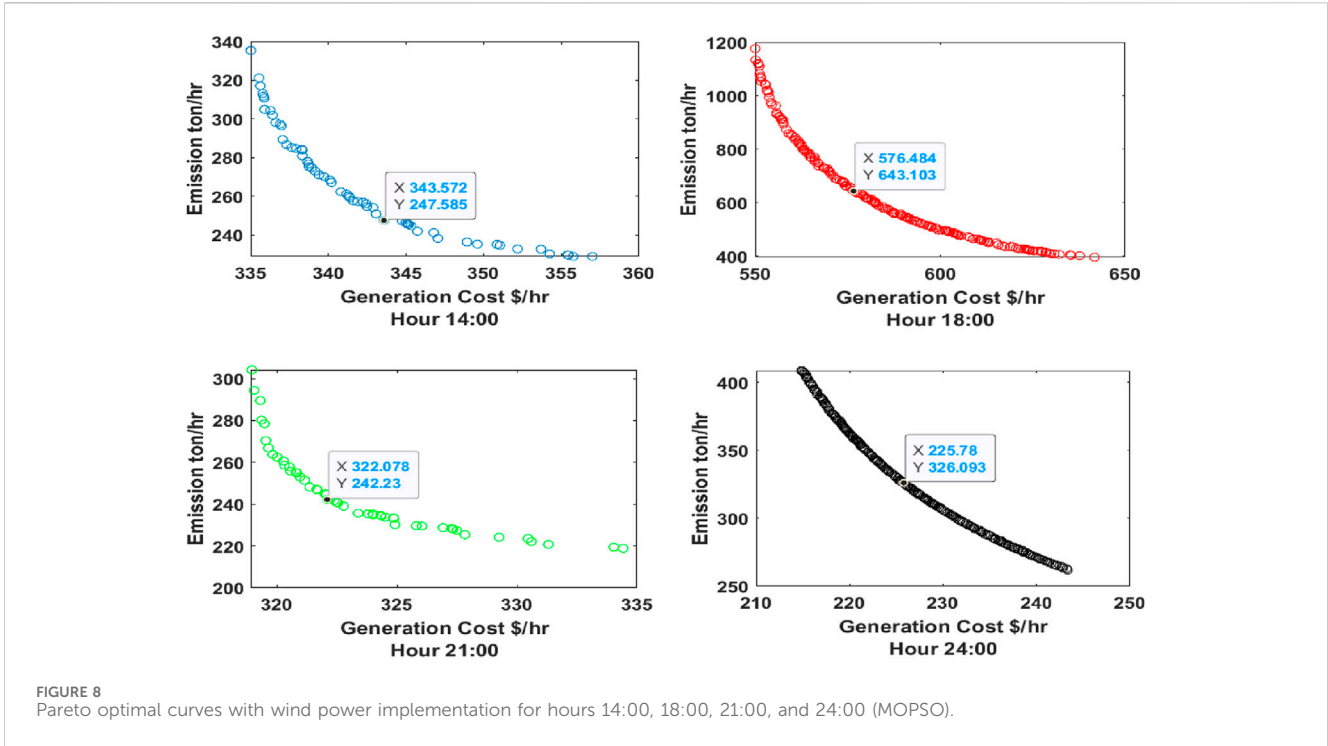 340
320
300
280
260
240
335 340 345 350 355 360
Emission ton/hr
X 343.572
Y 247.585
Generation Cost $/hr
Hour 14:00
1200
1000
800
600
400
550 600 650
Emission ton/hr
X 576.484
Y 643.103
Generation Cost $/hr
Hour 18:00
300
280
260
240
220
200
320 325 330 335
Emission ton/hr
X 322.078
Y 242.23
Generation Cost $/hr
Hour 21:00
400
350
300
250
210 220 230 240 250
Emission ton/hr
X 225.78
Y 326.093
Generation Cost $/hr
Hour 24:00
FIGURE 8
Pareto optimal curves with wind power implementation for hours 14:00, 18:00, 21:00, and 24:00 (MOPSO).